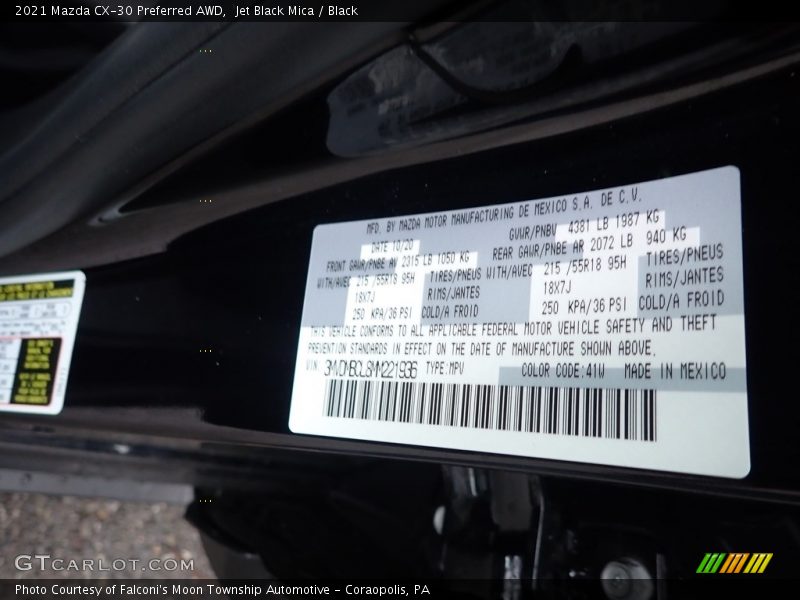 2021 Mazda CX-30 Preferred AWD, Jet Black Mica / Black
MFD. BY MAZDA MOTOR MANUFACTURING DE MEXICO S.A. DE C.V.
DATE 10/20 GVWR/PNBV 4381 LB 1987 KG
FRONT GAWR/PNBE AV 2315 LB 1050 KG REAR GAWR/PNBE AR 2072 LB 940 KG
WITH/AVEC 215 /55R18 95H TIRES/PNEUS WITH/AVEC 215 /55R18 95H TIRES/PNEUS
18X7J RIMS/JANTES 18X7J RIMS/JANTES
250 KPA/36 PSI COLD/A FROID 250 KPA/36 PSI COLD/A FROID
THIS VEHICLE CONFORMS TO ALL APPLICABLE FEDERAL MOTOR VEHICLE SAFETY AND THEFT
PREVENTION STANDARDS IN EFFECT ON THE DATE OF MANUFACTURE SHOWN ABOVE.
VIN: 3MVDMBCL8MM221936 TYPE:MPV COLOR CODE:41W MADE IN MEXICO
GTCARLOT.COM
Photo Courtesy of Falconi's Moon Township Automotive - Coraopolis, PA